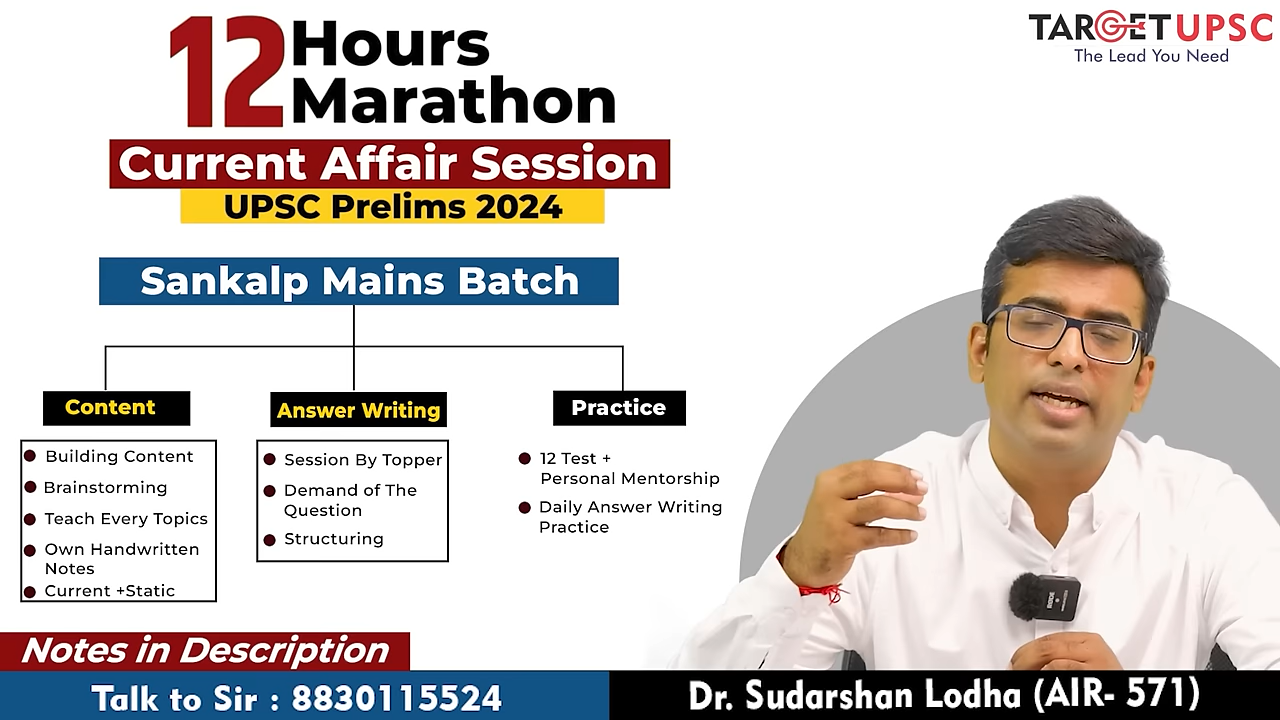 12 Hours
Marathon
Current Affair Session
UPSC Prelims 2024
TARGETUPSC
The Lead You Need
Sankalp Mains Batch
Content
Building Content
Brainstorming
Teach Every Topics
Own Handwritten
Notes
Current +Static
Answer Writing
Session By Topper
Demand of The
Question
Structuring
Practice
12 Test +
Personal Mentorship
Daily Answer Writing
Practice
Notes in Description
Talk to Sir : 8830115524
Dr. Sudarshan Lodha (AIR- 571)